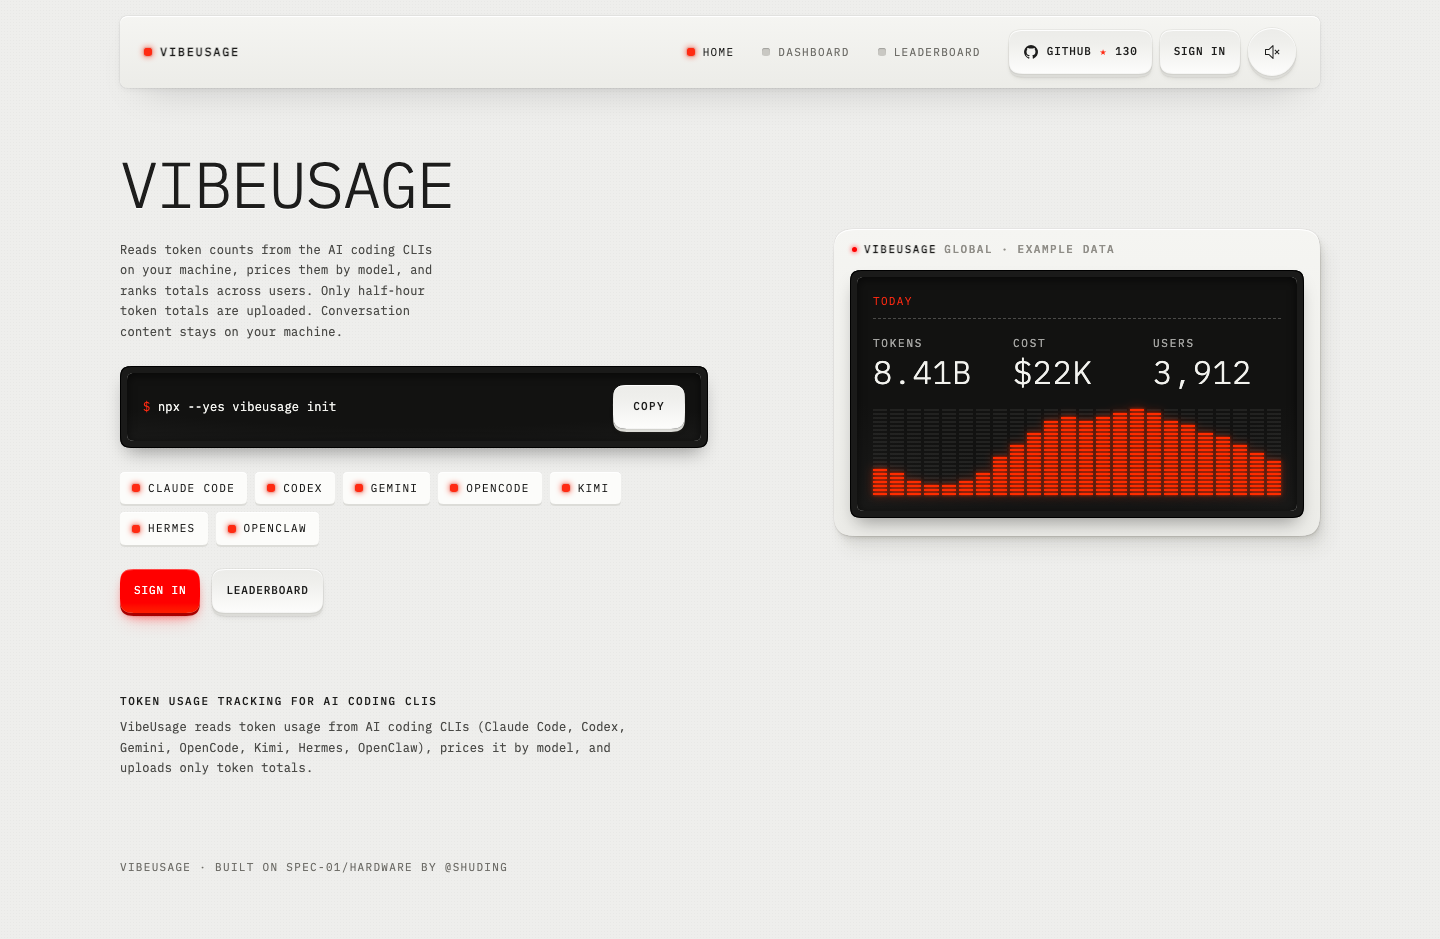 VIBEUSAGE
HOME
DASHBOARD
LEADERBOARD
GITHUB ★ 130
SIGN IN
VIBEUSAGE
Reads token counts from the AI coding CLIs
on your machine, prices them by model, and
ranks totals across users. Only half-hour
token totals are uploaded. Conversation
content stays on your machine.
$ npx --yes vibeusage init
COPY
CLAUDE CODE
CODEX
GEMINI
OPENCODE
KIMI
HERMES
OPENCLAW
SIGN IN
LEADERBOARD
VIBEUSAGE GLOBAL · EXAMPLE DATA
TODAY
TOKENS
8.41B
COST
$22K
USERS
3,912
TOKEN USAGE TRACKING FOR AI CODING CLIS
VibeUsage reads token usage from AI coding CLIs (Claude Code, Codex,
Gemini, OpenCode, Kimi, Hermes, OpenClaw), prices it by model, and
uploads only token totals.
VIBEUSAGE · BUILT ON SPEC-01/HARDWARE BY @SHUDING